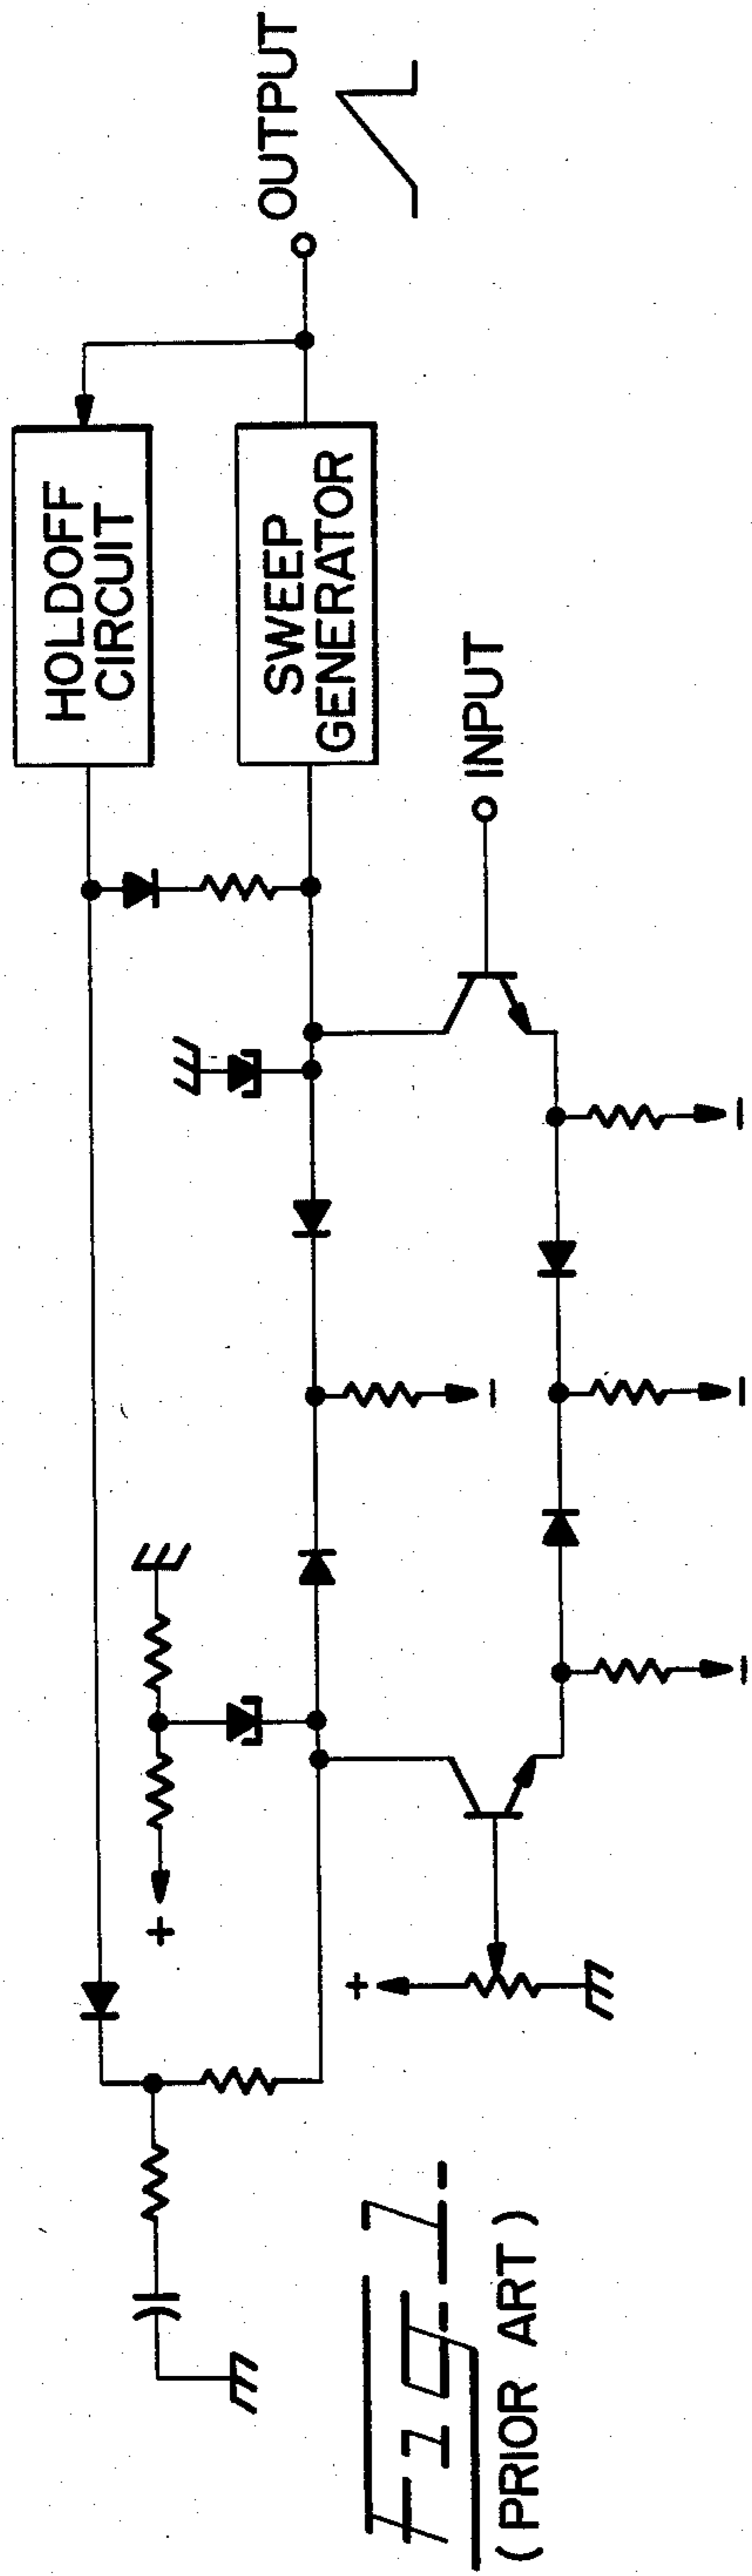 HOLDOFF
CIRCUIT
OUTPUT
SWEEP
GENERATOR
INPUT
+
+
−
−
−
−
FIG-1-
(PRIOR ART)